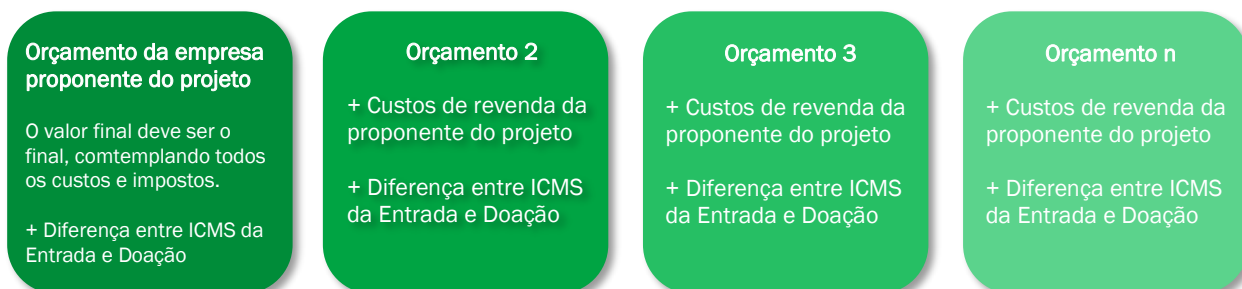 Orçamento da empresa
proponente do projeto
O valor final deve ser o
final, comtemplando todos
os custos e impostos.
+ Diferença entre ICMS da
Entrada e Doação
Orçamento 2
+ Custos de revenda da
proponente do projeto
+ Diferença entre ICMS
da Entrada e Doação
Orçamento 3
+ Custos de revenda da
proponente do projeto
+ Diferença entre ICMS
da Entrada e Doação
Orçamento n
+ Custos de revenda da
proponente do projeto
+ Diferença entre ICMS
da Entrada e Doação